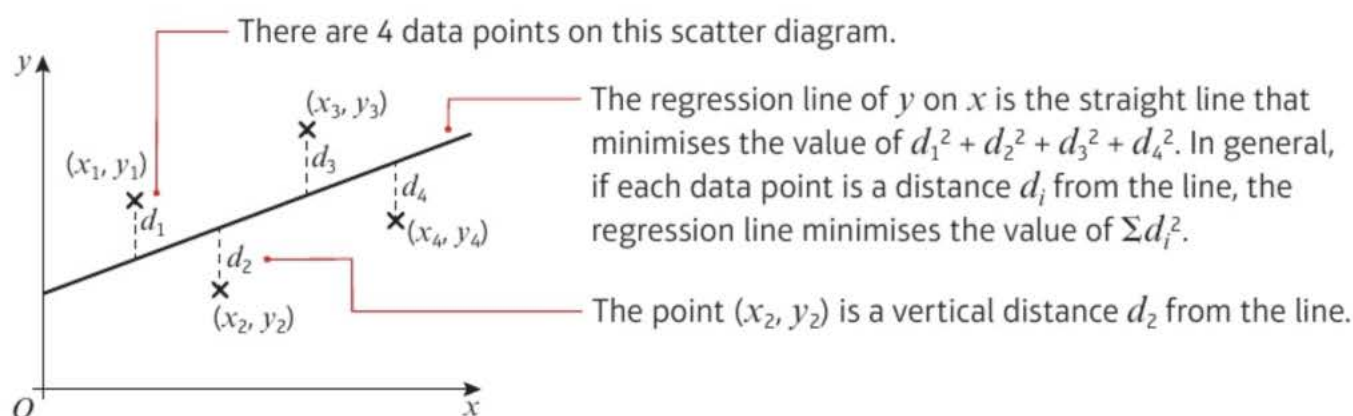 There are 4 data points on this scatter diagram.
y
(x₃, y₃)
The regression line of y on x is the straight line that
minimises the value of d₁² + d₂² + d₃² + d₄². In general,
if each data point is a distance dᵢ from the line, the
regression line minimises the value of Σdᵢ².
(x₁, y₁)
d₃
d₄
d₁
(x₄, y₄)
d₂
(x₂, y₂)
The point (x₂, y₂) is a vertical distance d₂ from the line.
O
x